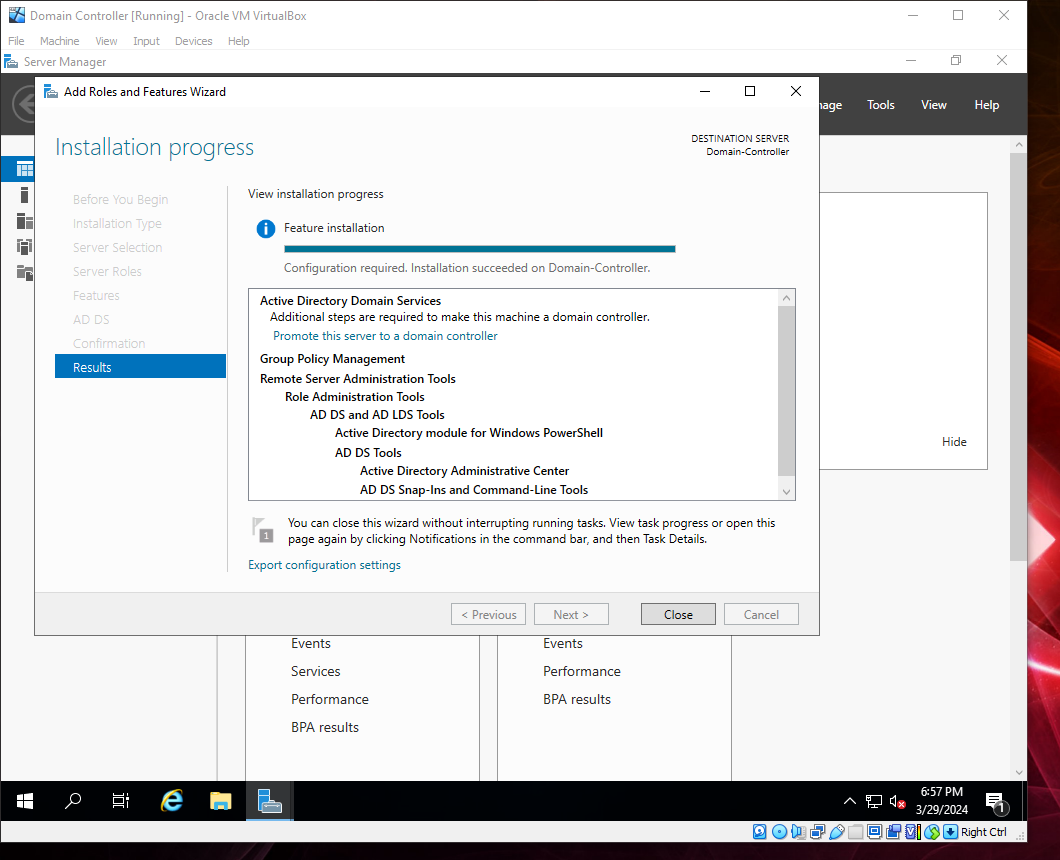 Domain Controller [Running] - Oracle VM VirtualBox
File Machine View Input Devices Help
Server Manager
Add Roles and Features Wizard
Tools View Help
Installation progress
DESTINATION SERVER
Domain-Controller
Before You Begin
Installation Type
Server Selection
Server Roles
Features
AD DS
Confirmation
Results
View installation progress
Feature installation
Configuration required. Installation succeeded on Domain-Controller.
Active Directory Domain Services
Additional steps are required to make this machine a domain controller.
Promote this server to a domain controller
Group Policy Management
Remote Server Administration Tools
Role Administration Tools
AD DS and AD LDS Tools
Active Directory module for Windows PowerShell
AD DS Tools
Active Directory Administrative Center
AD DS Snap-Ins and Command-Line Tools
1
You can close this wizard without interrupting running tasks. View task progress or open this
page again by clicking Notifications in the command bar, and then Task Details.
Export configuration settings
< Previous Next > Close Cancel
Hide
Events
Services
Performance
BPA results
Events
Performance
BPA results
6:57 PM
3/29/2024
1
Right Ctrl